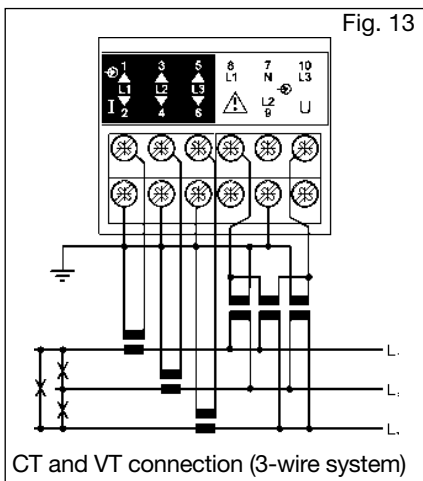 Fig. 13
1 3 5 8 7 10
L1 N L3
L1 L2 L3
L2
I 2 4 6 9 U
L
L
L
CT and VT connection (3-wire system)